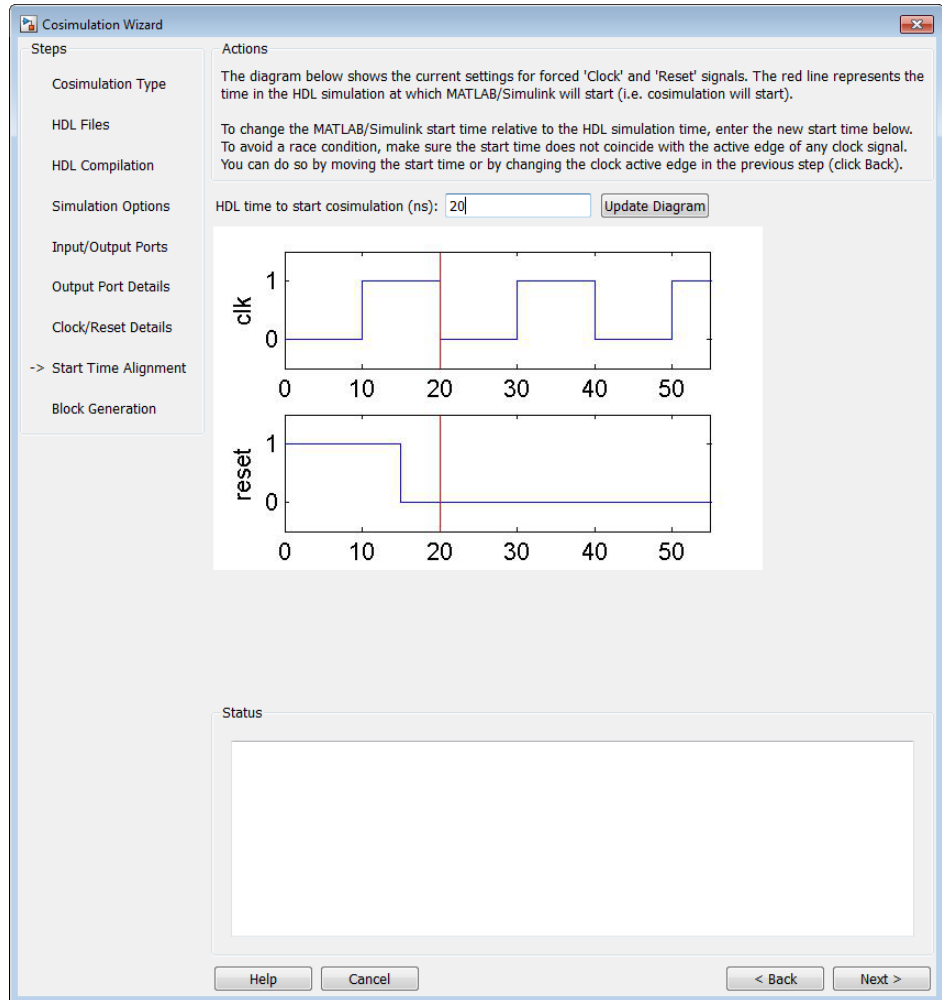 Cosimulation Wizard
Steps
Cosimulation Type
HDL Files
HDL Compilation
Simulation Options
Input/Output Ports
Output Port Details
Clock/Reset Details
-> Start Time Alignment
Block Generation
Actions
The diagram below shows the current settings for forced 'Clock' and 'Reset' signals. The red line represents the
time in the HDL simulation at which MATLAB/Simulink will start (i.e. cosimulation will start).
To change the MATLAB/Simulink start time relative to the HDL simulation time, enter the new start time below.
To avoid a race condition, make sure the start time does not coincide with the active edge of any clock signal.
You can do so by moving the start time or by changing the clock active edge in the previous step (click Back).
HDL time to start cosimulation (ns): 20 Update Diagram
1
clk
0
0 10 20 30 40 50
1
reset
0
0 10 20 30 40 50
Status
Help Cancel < Back Next >